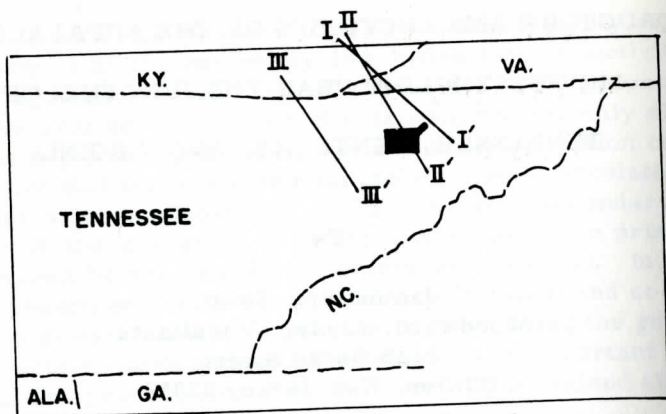 I II
III
KY.
VA.
I'
II'
III'
TENNESSEE
N.C.
ALA. GA.